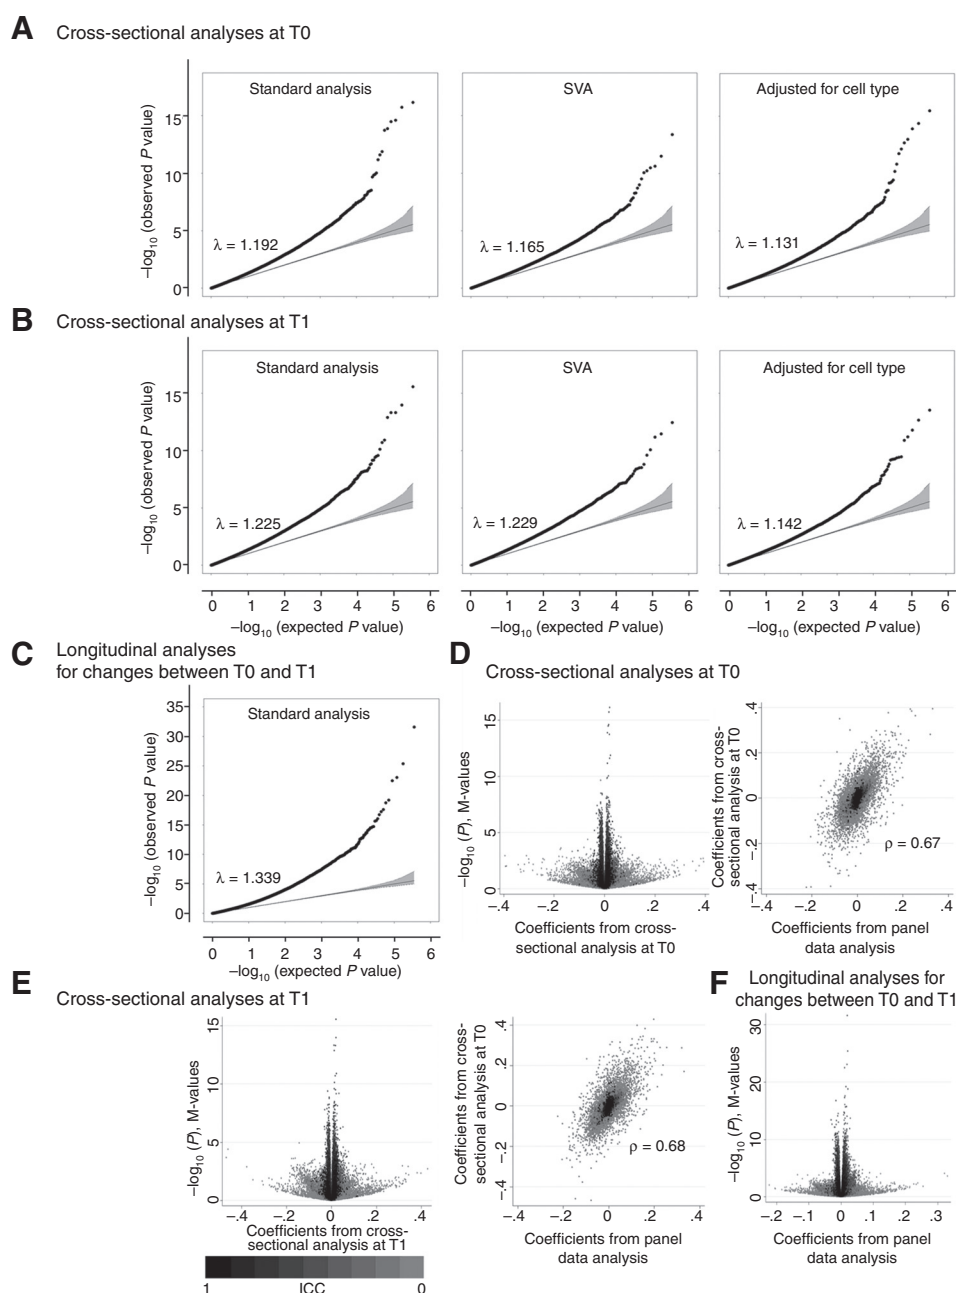 A Cross-sectional analyses at T0
Standard analysis
SVA
Adjusted for cell type
–log10 (observed P value)
15
10
5
0
λ = 1.192
λ = 1.165
λ = 1.131
B Cross-sectional analyses at T1
Standard analysis
SVA
Adjusted for cell type
–log10 (observed P value)
15
10
5
0
λ = 1.225
λ = 1.229
λ = 1.142
0 1 2 3 4 5 6
0 1 2 3 4 5 6
0 1 2 3 4 5 6
–log10 (expected P value)
–log10 (expected P value)
–log10 (expected P value)
C Longitudinal analyses
for changes between T0 and T1
Standard analysis
–log10 (observed P value)
35
30
25
20
15
10
5
0
λ = 1.339
0 1 2 3 4 5 6
–log10 (expected P value)
D Cross-sectional analyses at T0
–log10 (P), M-values
15
10
5
0
–.4 –.2 0 .2 .4
Coefficients from cross-
sectional analysis at T0
Coefficients from cross-
sectional analysis at T0
.4
.2
0
–.2
–.4
ρ = 0.67
–.4 –.2 0 .2 .4
Coefficients from panel
data analysis
E Cross-sectional analyses at T1
–log10 (P), M-values
15
10
5
0
–.4 –.2 0 .2 .4
Coefficients from cross-
sectional analysis at T1
1 ICC 0
Coefficients from cross-
sectional analysis at T0
.4
.2
0
–.2
–.4
ρ = 0.68
–.4 –.2 0 .2 .4
Coefficients from panel
data analysis
F Longitudinal analyses for
changes between T0 and T1
–log10 (P), M-values
30
20
10
0
–.2 –.1 0 .1 .2 .3
Coefficients from panel
data analysis